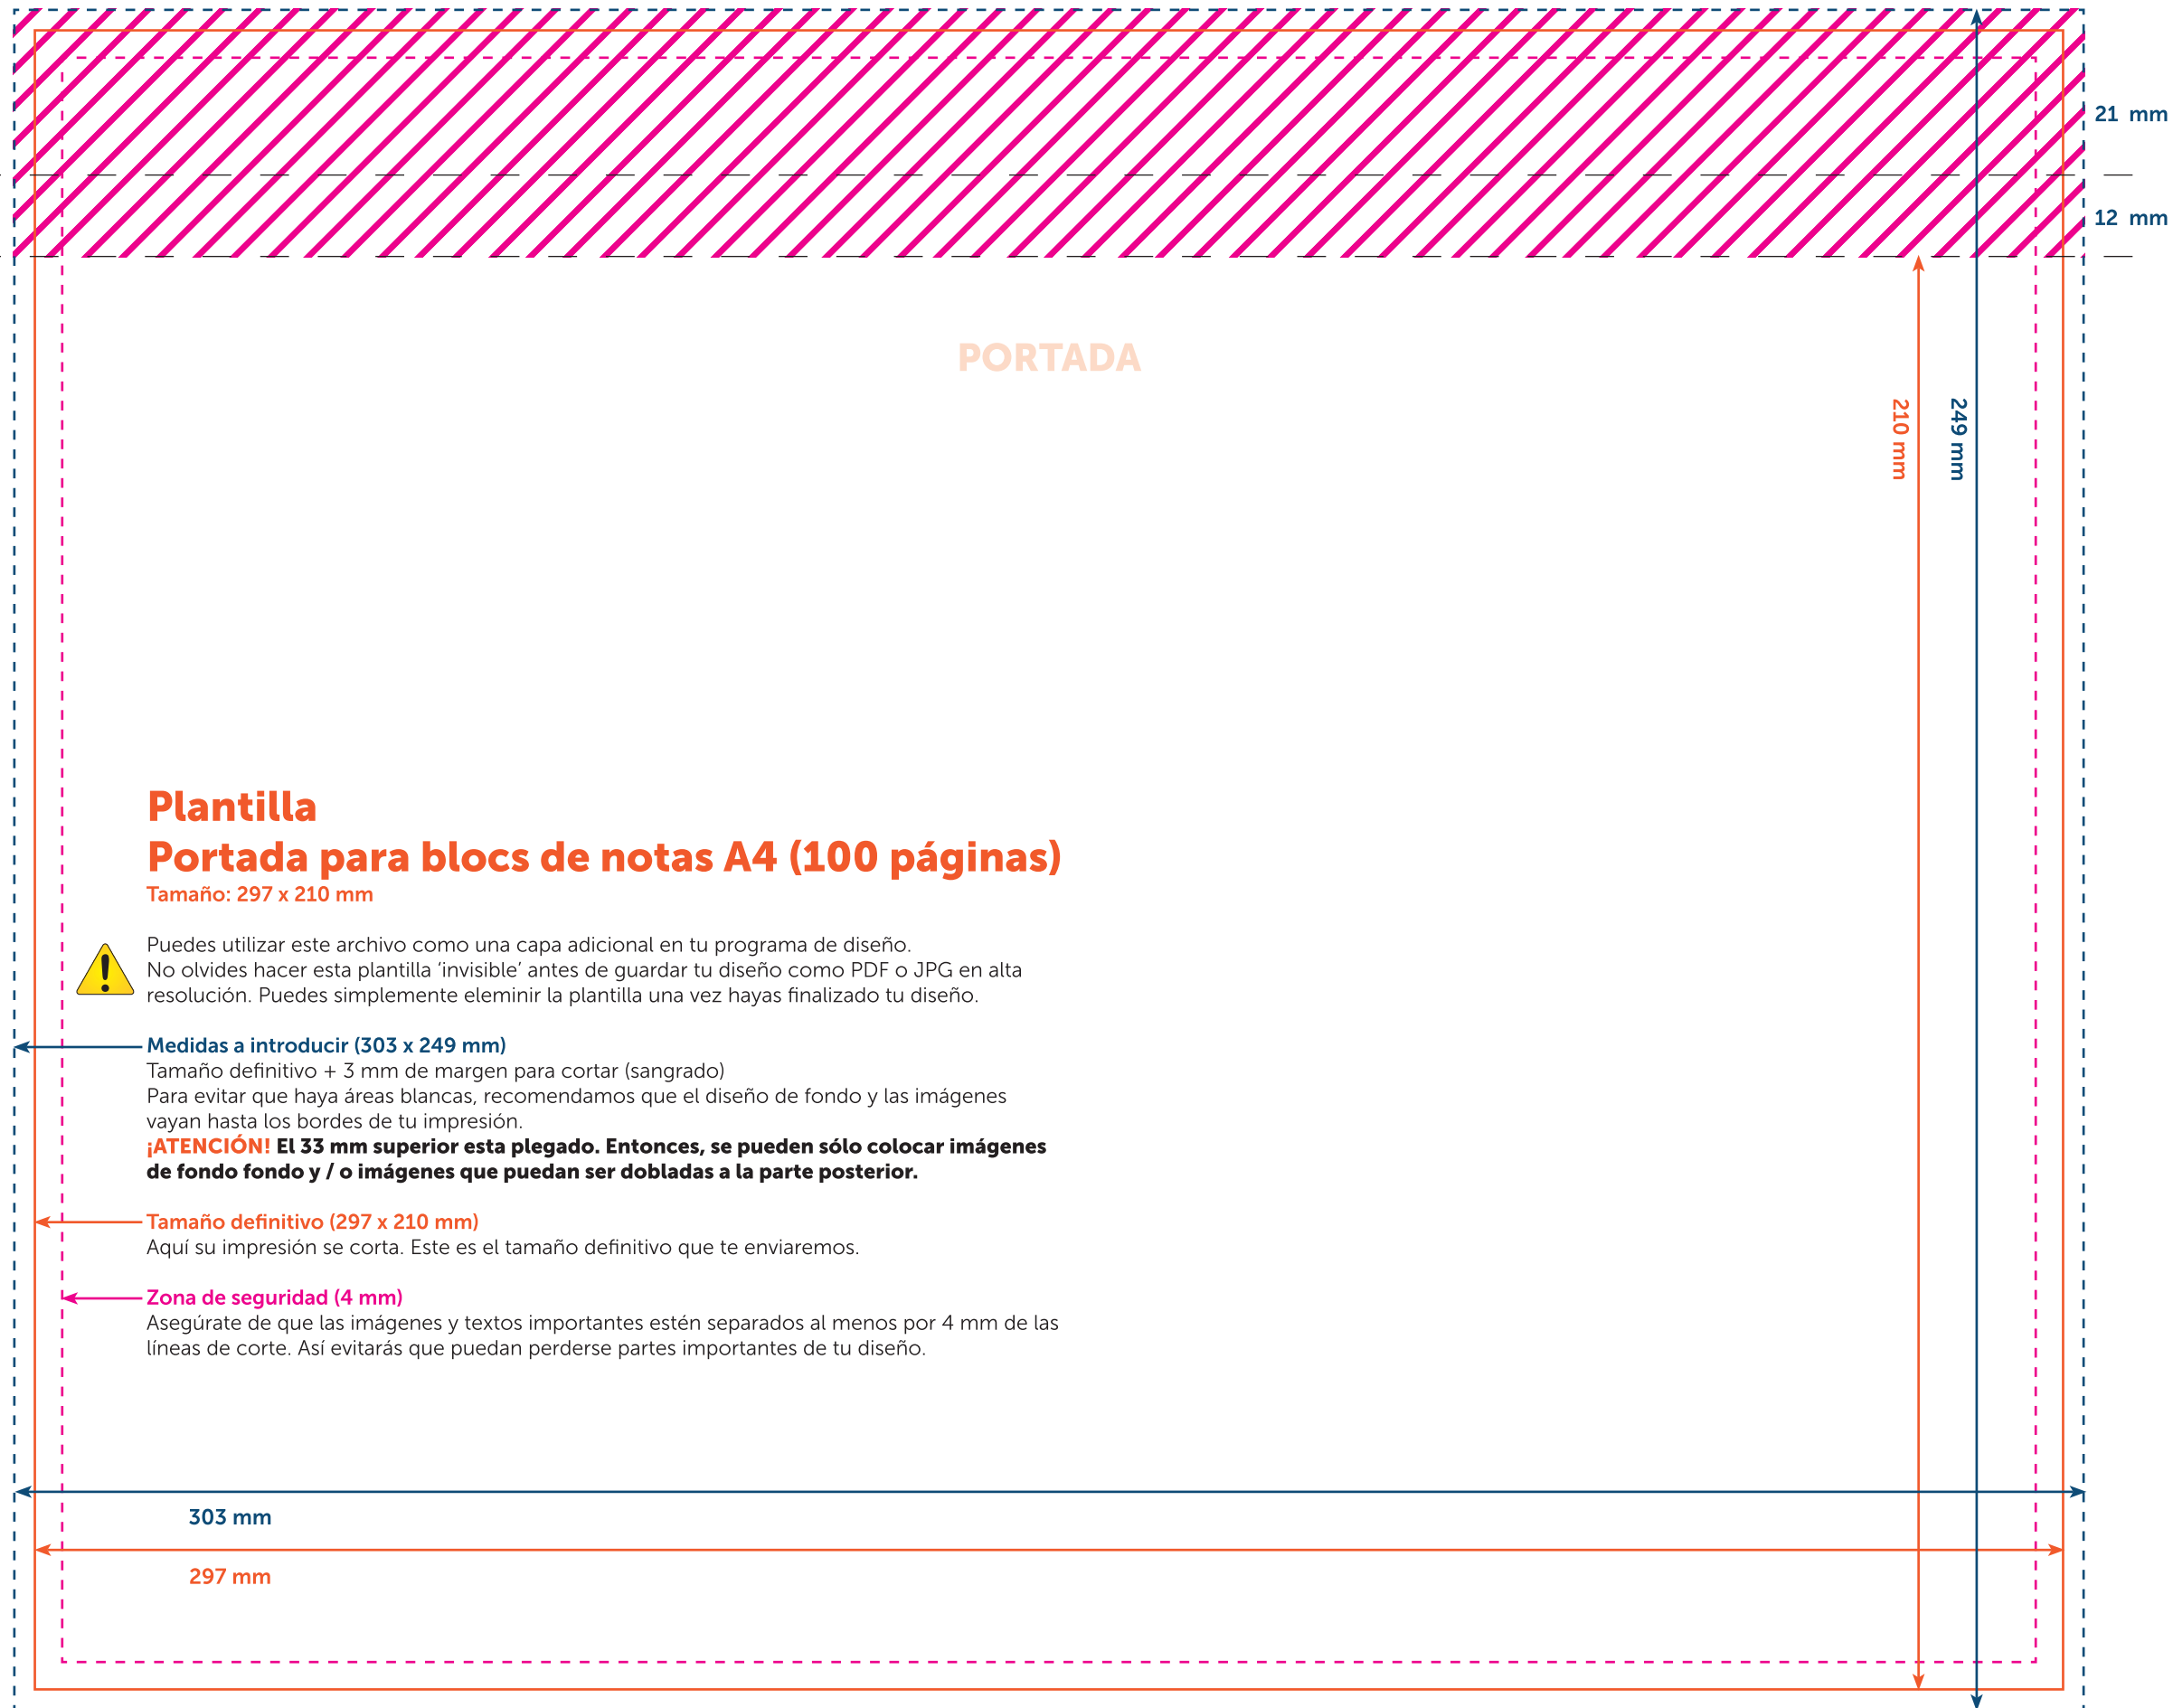 21 mm
12 mm
PORTADA
210 mm
249 mm
Plantilla
Portada para blocs de notas A4 (100 páginas)
Tamaño: 297 x 210 mm
Puedes utilizar este archivo como una capa adicional en tu programa de diseño.
No olvides hacer esta plantilla ‘invisible’ antes de guardar tu diseño como PDF o JPG en alta
resolución. Puedes simplemente eleminir la plantilla una vez hayas finalizado tu diseño.
Medidas a introducir (303 x 249 mm)
Tamaño definitivo + 3 mm de margen para cortar (sangrado)
Para evitar que haya áreas blancas, recomendamos que el diseño de fondo y las imágenes
vayan hasta los bordes de tu impresión.
¡ATENCIÓN! El 33 mm superior esta plegado. Entonces, se pueden sólo colocar imágenes
de fondo fondo y / o imágenes que puedan ser dobladas a la parte posterior.
Tamaño definitivo (297 x 210 mm)
Aquí su impresión se corta. Este es el tamaño definitivo que te enviaremos.
Zona de seguridad (4 mm)
Asegúrate de que las imágenes y textos importantes estén separados al menos por 4 mm de las
líneas de corte. Así evitarás que puedan perderse partes importantes de tu diseño.
303 mm
297 mm